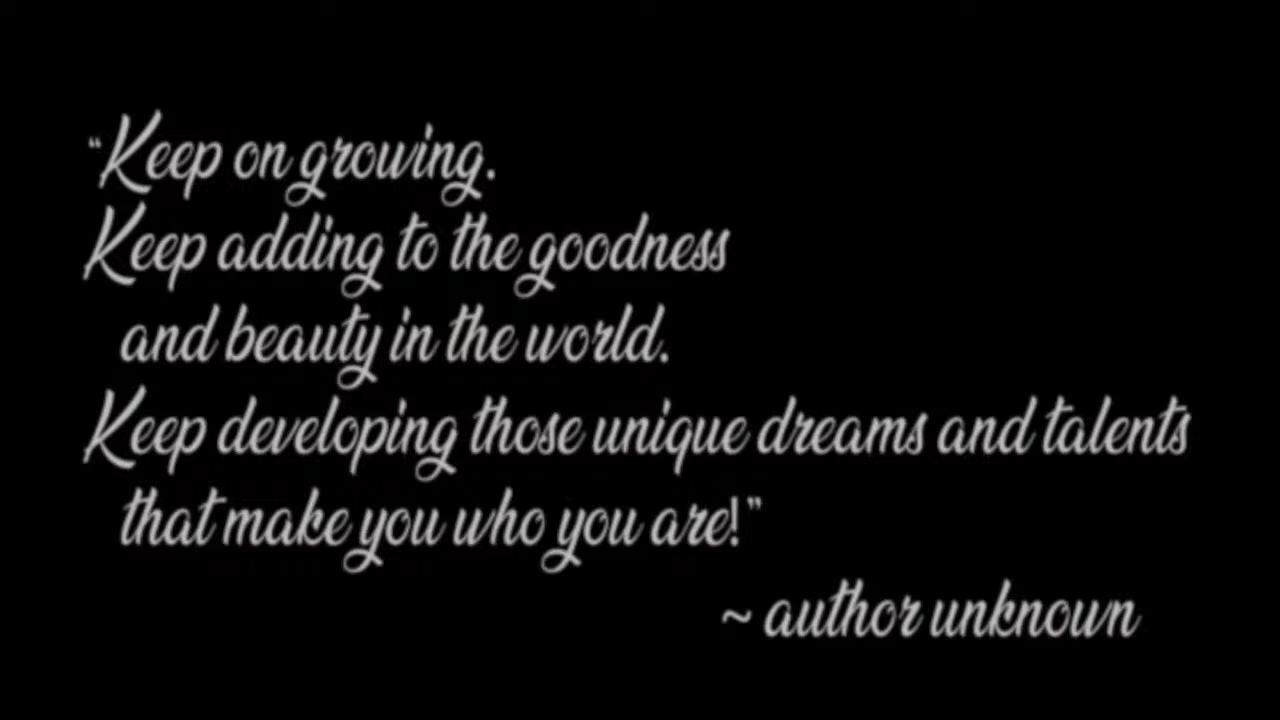 “Keep on growing.
Keep adding to the goodness
and beauty in the world.
Keep developing those unique dreams and talents
that make you who you are!”
~ author unknown